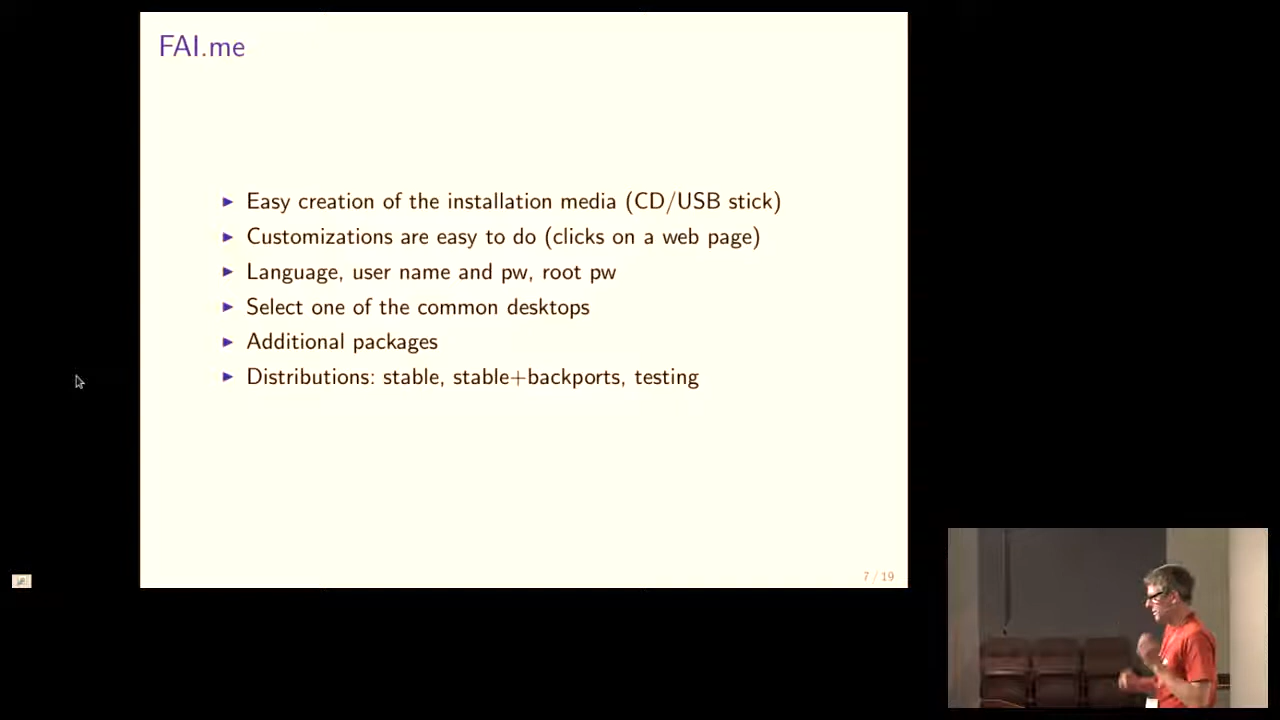 FAI.me
Easy creation of the installation media (CD/USB stick)
Customizations are easy to do (clicks on a web page)
Language, user name and pw, root pw
Select one of the common desktops
Additional packages
Distributions: stable, stable+backports, testing
7 / 19